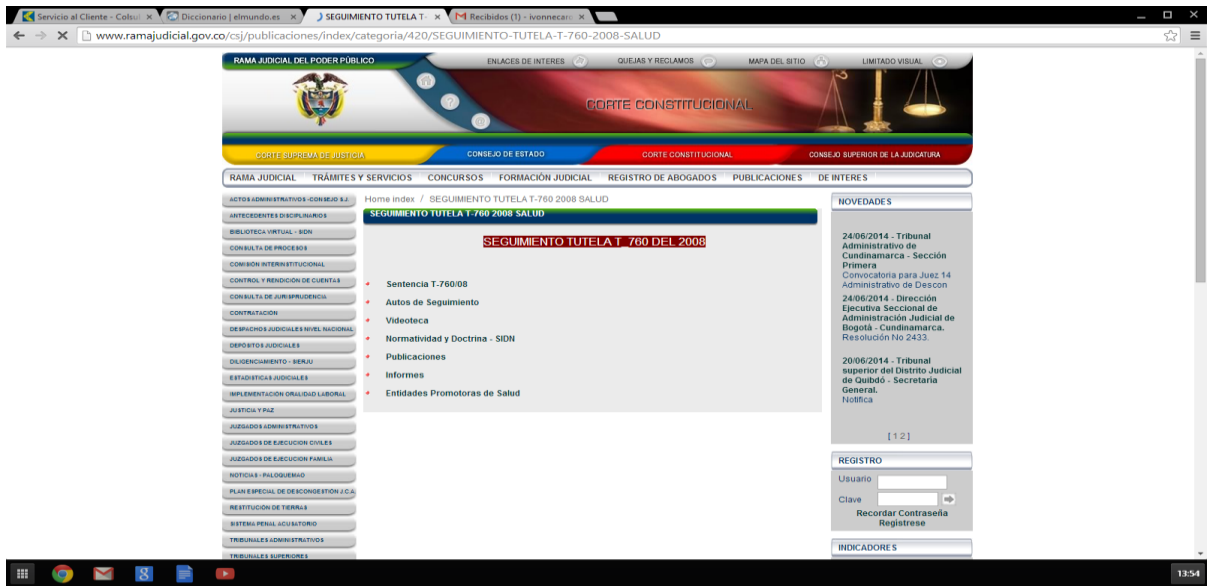 Servicio al Cliente - Colsul
Diccionario | elmundo.es
SEGUIMIENTO TUTELA T-
Recibidos (1) - ivonnecaro
www.ramajudicial.gov.co/csj/publicaciones/index/categoria/420/SEGUIMIENTO-TUTELA-T-760-2008-SALUD
RAMA JUDICIAL DEL PODER PÚBLICO
ENLACES DE INTERES
QUEJAS Y RECLAMOS
MAPA DEL SITIO
LIMITADO VISUAL
CORTE CONSTITUCIONAL
CORTE SUPREMA DE JUSTICIA
CONSEJO DE ESTADO
CORTE CONSTITUCIONAL
CONSEJO SUPERIOR DE LA JUDICATURA
RAMA JUDICIAL TRÁMITES Y SERVICIOS CONCURSOS FORMACIÓN JUDICIAL REGISTRO DE ABOGADOS PUBLICACIONES DE INTERES
ACTOS ADMINISTRATIVOS -CONSEJO S.J.
ANTECEDENTES DISCIPLINARIOS
BIBLIOTECA VIRTUAL - SIDN
CONSULTA DE PROCESOS
COMISIÓN INTERINSTITUCIONAL
CONTROL Y RENDICIÓN DE CUENTAS
CONSULTA DE JURISPRUDENCIA
CONTRATACIÓN
DESPACHOS JUDICIALES NIVEL NACIONAL
DEPÓSITOS JUDICIALES
DILIGENCIAMIENTO - SIERJU
ESTADISTICAS JUDICIALES
IMPLEMENTACIÓN ORALIDAD LABORAL
JUSTICIA Y PAZ
JUZGADOS ADMINISTRATIVOS
JUZGADOS DE EJECUCION CIVILES
JUZGADOS DE EJECUCION FAMILIA
NOTICIAS - PALOQUEMAO
PLAN ESPECIAL DE DESCONGESTIÓN J.C.A.
RESTITUCIÓN DE TIERRAS
SISTEMA PENAL ACUSATORIO
TRIBUNALES ADMINISTRATIVOS
TRIBUNALES SUPERIORES
Home index / SEGUIMIENTO TUTELA T-760 2008 SALUD
SEGUIMIENTO TUTELA T-760 2008 SALUD
SEGUIMIENTO TUTELA T_760 DEL 2008
Sentencia T-760/08
Autos de Seguimiento
Videoteca
Normatividad y Doctrina - SIDN
Publicaciones
Informes
Entidades Promotoras de Salud
NOVEDADES
24/06/2014 - Tribunal
Administrativo de
Cundinamarca - Sección
Primera
Convocatoria para Juez 14
Administrativo de Descon
24/06/2014 - Dirección
Ejecutiva Seccional de
Administración Judicial de
Bogotá - Cundinamarca.
Resolución No 2433.
20/06/2014 - Tribunal
superior del Distrito Judicial
de Quibdó - Secretaría
General.
Notifica
[ 1 2 ]
REGISTRO
Usuario
Clave
Recordar Contraseña
Registrese
INDICADORES
13:54